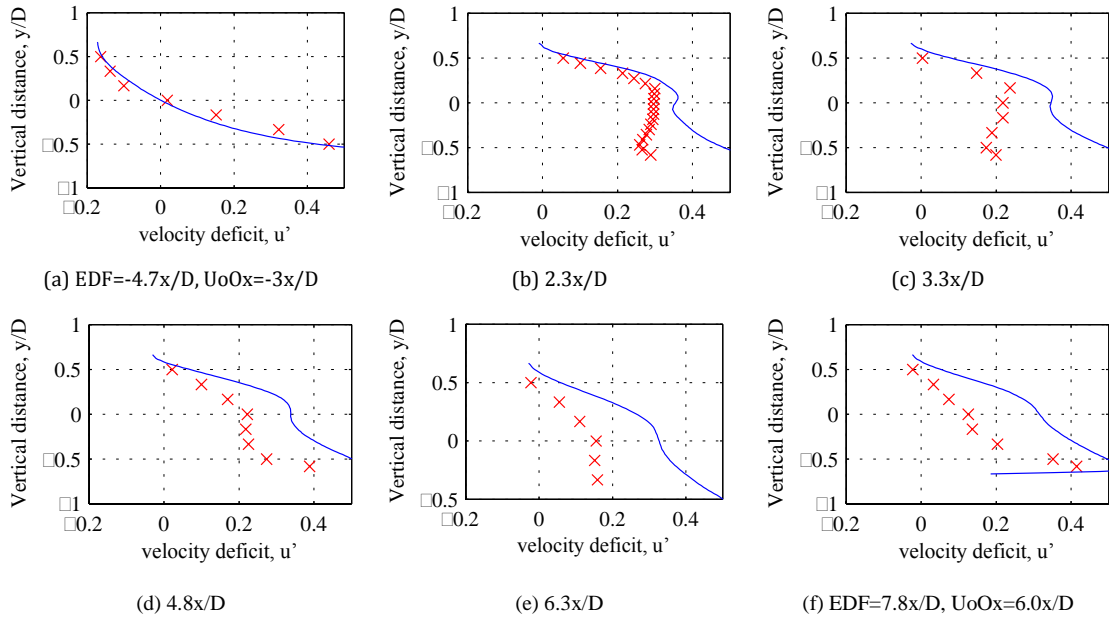 1
0.5
0
□0.5
□1
□0.2 0 0.2 0.4
Vertical distance, y/D
velocity deficit, u’
(a) EDF=-4.7x/D, UoOx=-3x/D
1
0.5
0
□0.5
□1
□0.2 0 0.2 0.4
Vertical distance, y/D
velocity deficit, u’
(b) 2.3x/D
1
0.5
0
□0.5
□1
□0.2 0 0.2 0.4
Vertical distance, y/D
velocity deficit, u’
(c) 3.3x/D
1
0.5
0
□0.5
□1
□0.2 0 0.2 0.4
Vertical distance, y/D
velocity deficit, u’
(d) 4.8x/D
1
0.5
0
□0.5
□0.2 0 0.2 0.4
Vertical distance, y/D
velocity deficit, u’
(e) 6.3x/D
1
0.5
0
□0.5
□1
□0.2 0 0.2 0.4
Vertical distance, y/D
velocity deficit, u’
(f) EDF=7.8x/D, UoOx=6.0x/D